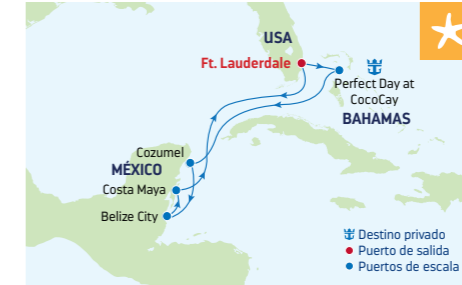 USA
Ft. Lauderdale
Perfect Day at
CocoCay
BAHAMAS
Cozumel
MÉXICO
Costa Maya
Belize City
Destino privado
Puerto de salida
Puertos de escala